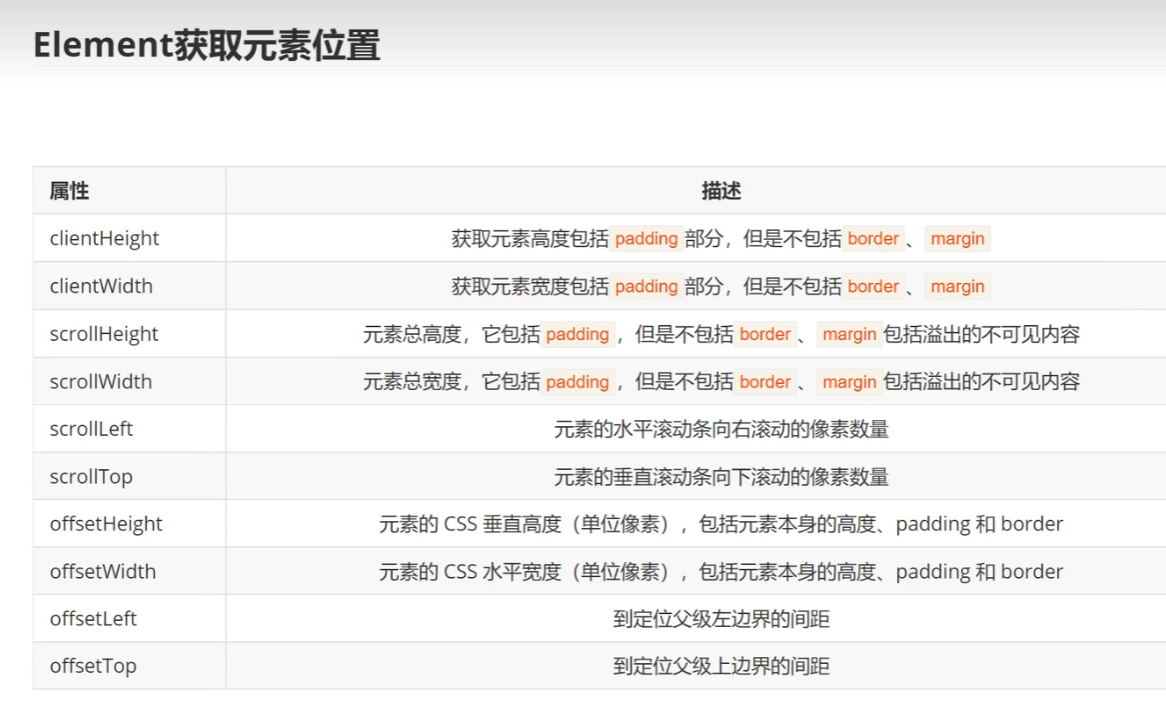 Element获取元素位置
属性 描述
clientHeight 获取元素高度包括 padding 部分，但是不包括 border 、 margin
clientWidth 获取元素宽度包括 padding 部分，但是不包括 border 、 margin
scrollHeight 元素总高度，它包括 padding ，但是不包括 border 、 margin 包括溢出的不可见内容
scrollWidth 元素总宽度，它包括 padding ，但是不包括 border 、 margin 包括溢出的不可见内容
scrollLeft 元素的水平滚动条向右滚动的像素数量
scrollTop 元素的垂直滚动条向下滚动的像素数量
offsetHeight 元素的 CSS 垂直高度（单位像素），包括元素本身的高度、padding 和 border
offsetWidth 元素的 CSS 水平宽度（单位像素），包括元素本身的高度、padding 和 border
offsetLeft 到定位父级左边界的间距
offsetTop 到定位父级上边界的间距